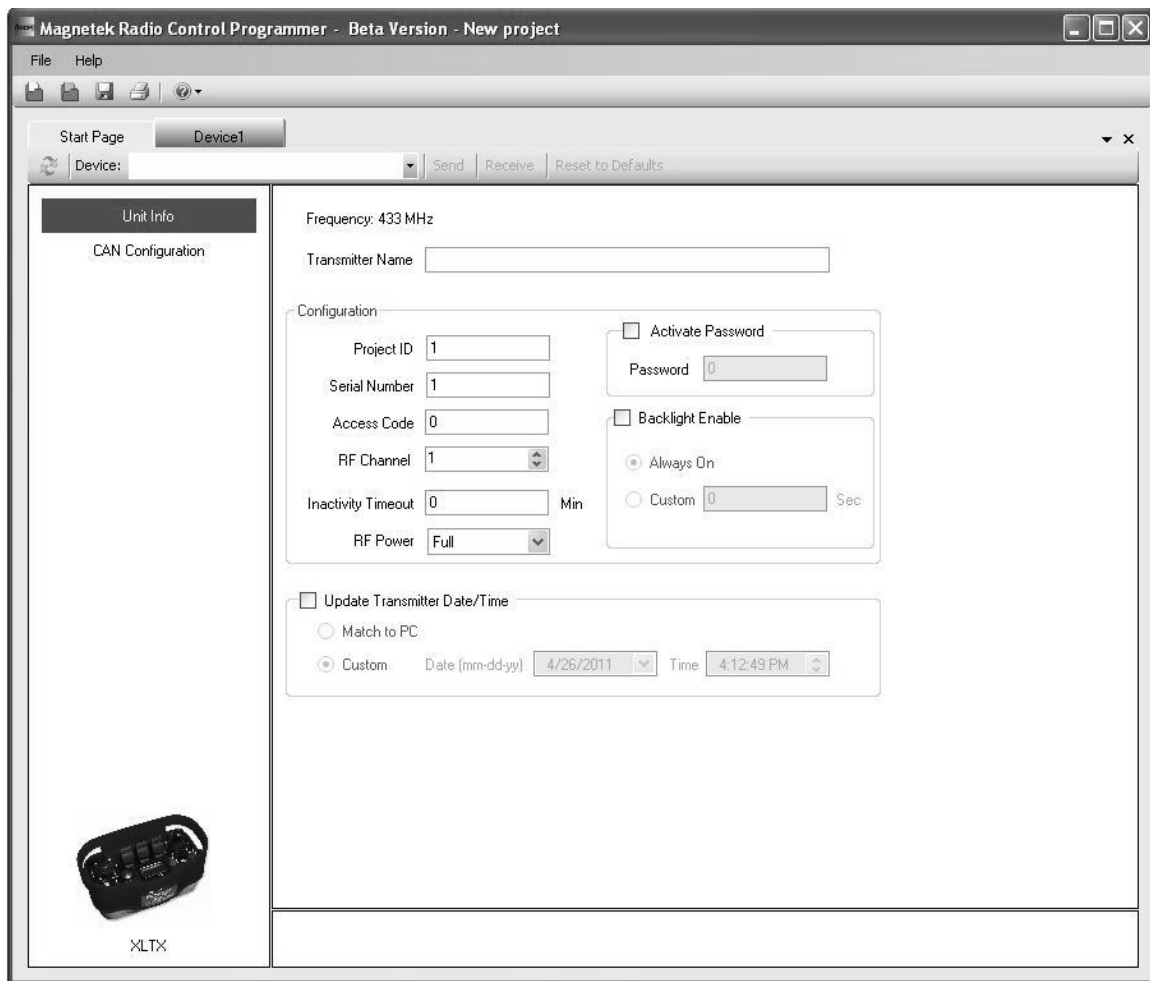 Magnetek Radio Control Programmer - Beta Version - New project
File Help
Start Page Device1
Device: Send Receive Reset to Defaults
Unit Info
CAN Configuration
Frequency: 433 MHz
Transmitter Name
Configuration
Project ID 1
Serial Number 1
Access Code 0
RF Channel 1
Inactivity Timeout 0 Min
RF Power Full
Activate Password
Password 0
Backlight Enable
Always On
Custom 0 Sec
Update Transmitter Date/Time
Match to PC
Custom Date (mm-dd-yy) 4/26/2011 Time 4:12:49 PM
XLTX